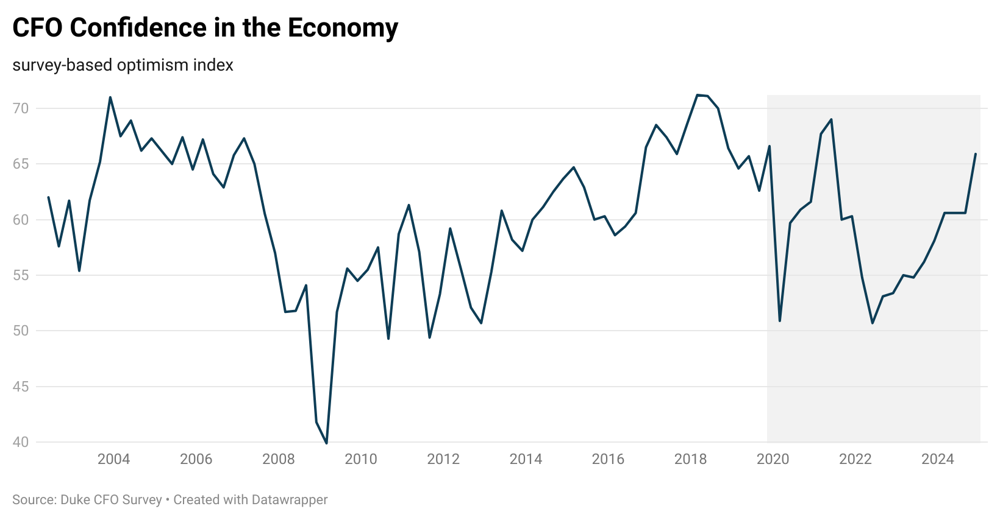 CFO Confidence in the Economy
survey-based optimism index
70
65
60
55
50
45
40
2004 2006 2008 2010 2012 2014 2016 2018 2020 2022 2024
Source: Duke CFO Survey • Created with Datawrapper